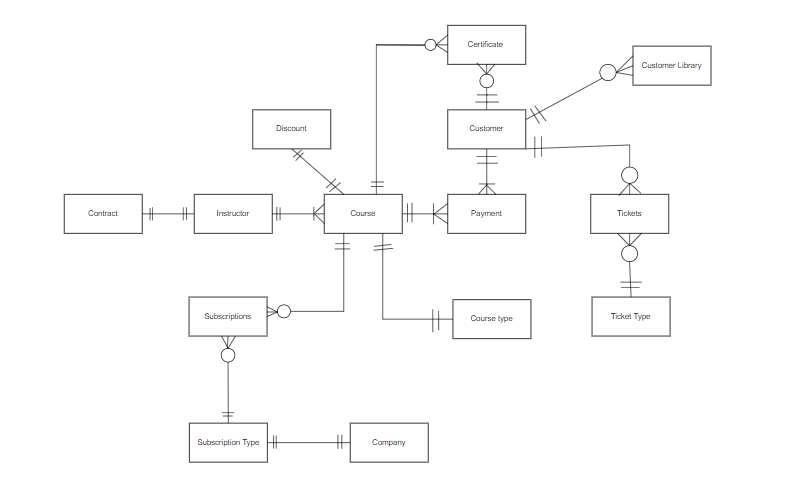 Certificate
Customer Library
Discount
Customer
Contract
Instructor
Course
Payment
Tickets
Subscriptions
Course type
Ticket Type
Subscription Type
Company